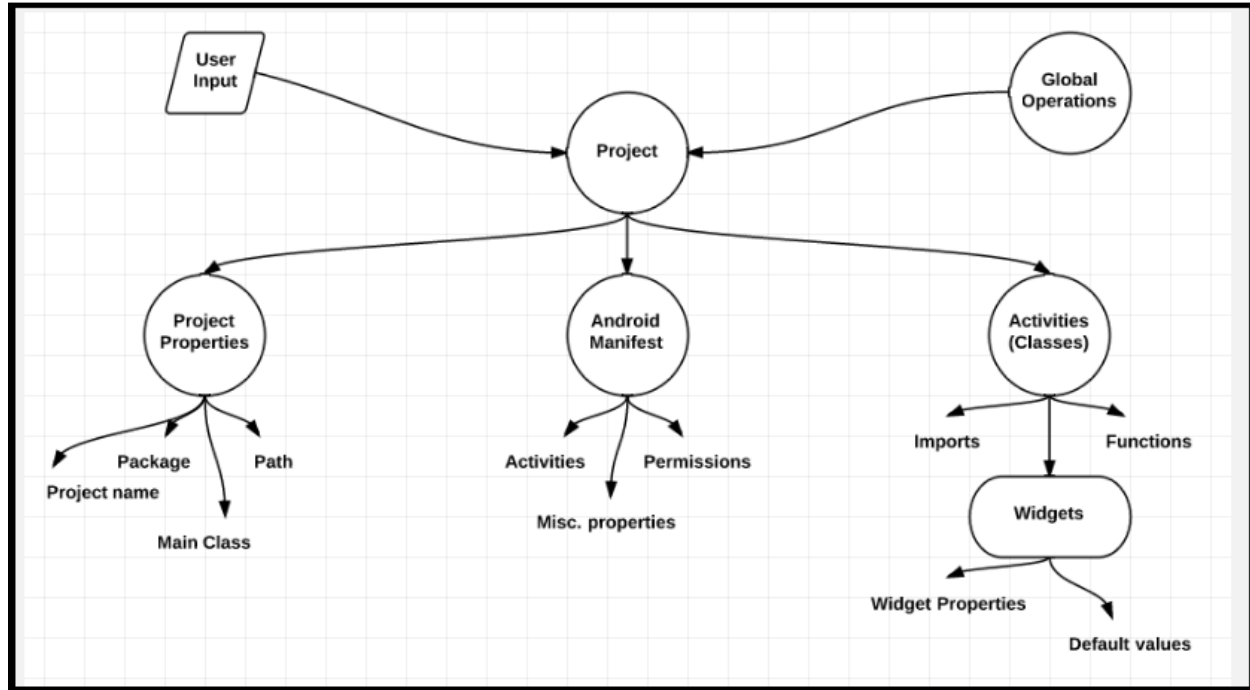 User
Input
Global
Operations
Project
Project
Properties
Android
Manifest
Activities
(Classes)
Package
Path
Project name
Main Class
Activities
Permissions
Misc. properties
Imports
Functions
Widgets
Widget Properties
Default values